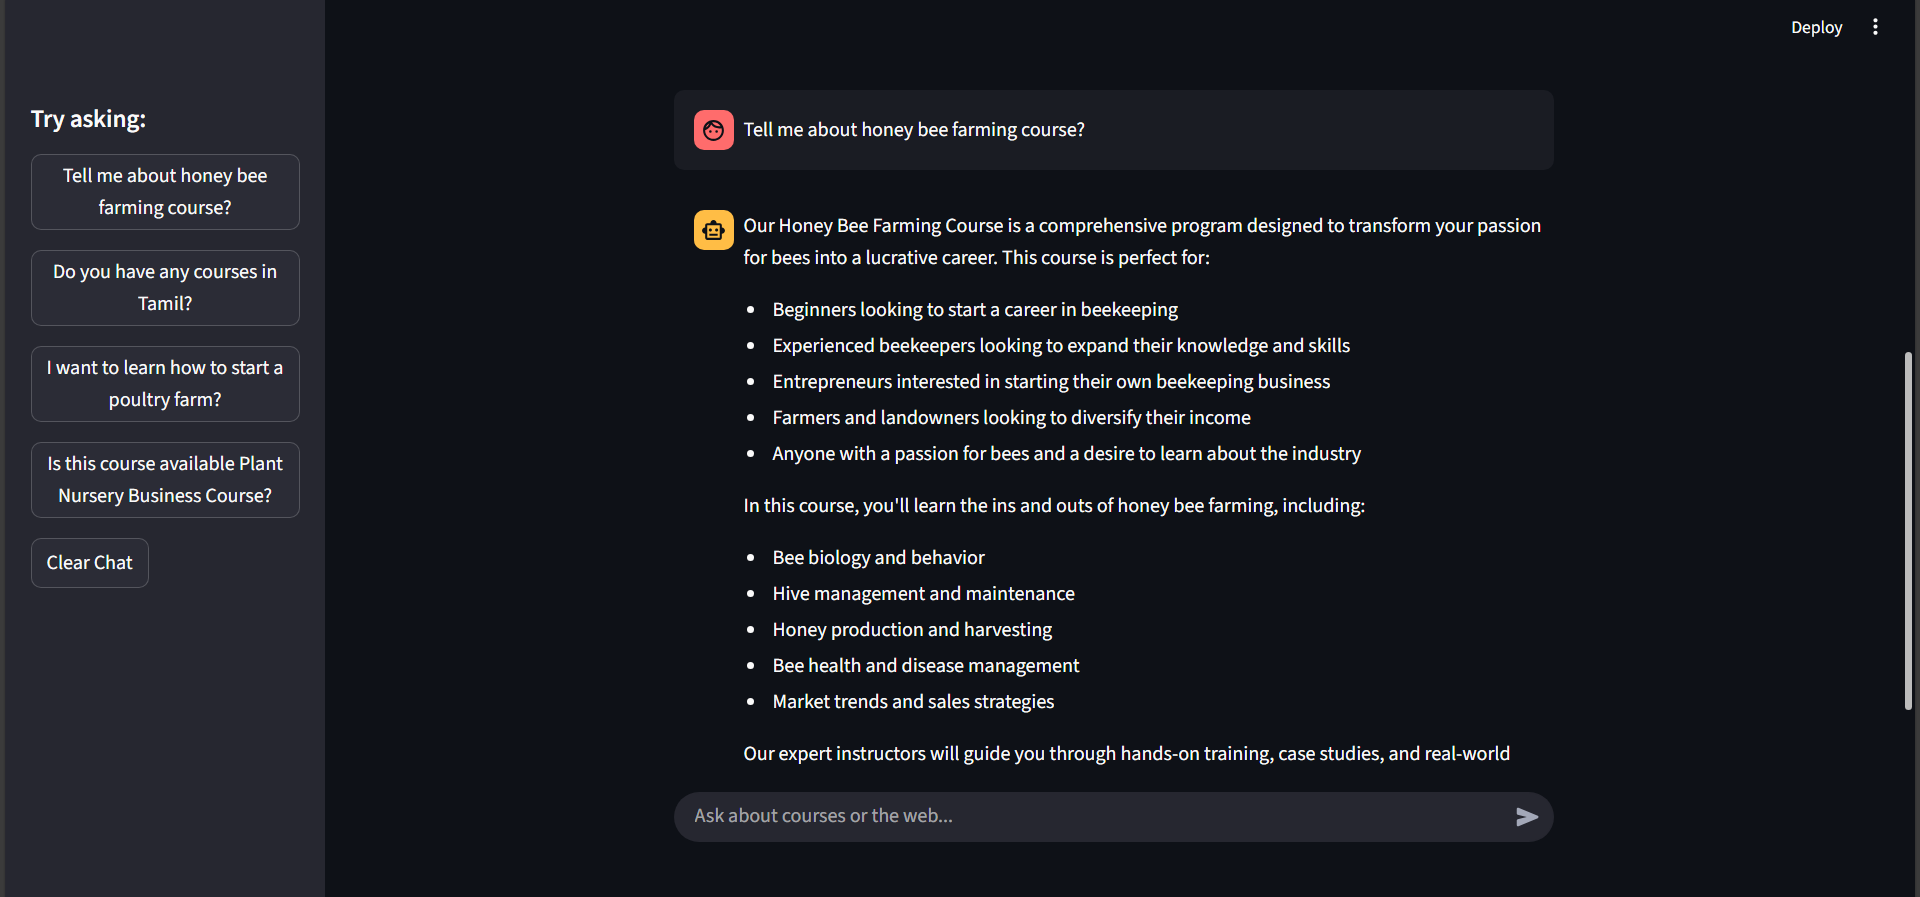 Deploy
Try asking:
Tell me about honey bee
farming course?
Do you have any courses in
Tamil?
I want to learn how to start a
poultry farm?
Is this course available Plant
Nursery Business Course?
Clear Chat
Tell me about honey bee farming course?
Our Honey Bee Farming Course is a comprehensive program designed to transform your passion
for bees into a lucrative career. This course is perfect for:
Beginners looking to start a career in beekeeping
Experienced beekeepers looking to expand their knowledge and skills
Entrepreneurs interested in starting their own beekeeping business
Farmers and landowners looking to diversify their income
Anyone with a passion for bees and a desire to learn about the industry
In this course, you'll learn the ins and outs of honey bee farming, including:
Bee biology and behavior
Hive management and maintenance
Honey production and harvesting
Bee health and disease management
Market trends and sales strategies
Our expert instructors will guide you through hands-on training, case studies, and real-world
Ask about courses or the web...